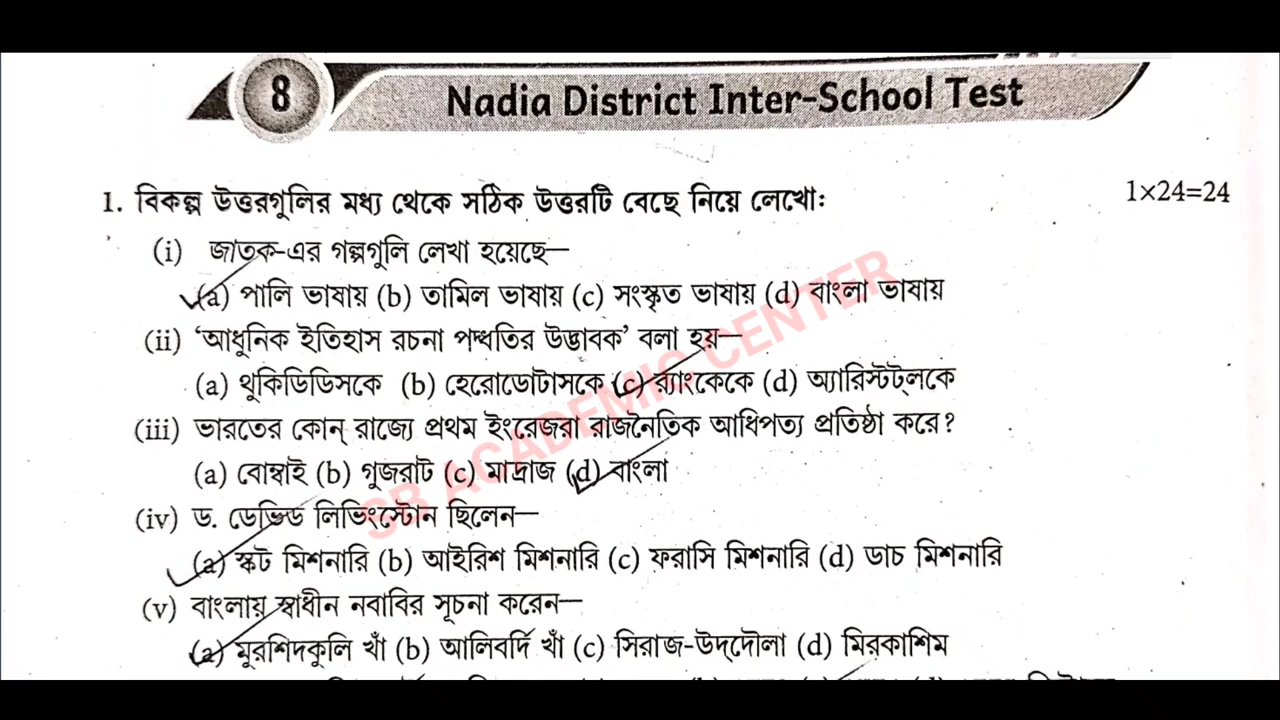 8
Nadia District Inter-School Test
1. বিকল্প উত্তরগুলির মধ্য থেকে সঠিক উত্তরটি বেছে নিয়ে লেখো: 1×24=24
(i) জাতক-এর গল্পগুলি লেখা হয়েছে—
(a) পালি ভাষায় (b) তামিল ভাষায় (c) সংস্কৃত ভাষায় (d) বাংলা ভাষায়
(ii) ‘আধুনিক ইতিহাস রচনা পদ্ধতির উদ্ভাবক’ বলা হয়—
(a) থুকিডিডিসকে (b) হেরোডোটাসকে (c) র‍্যাংকেকে (d) অ্যারিস্টট্লকে
(iii) ভারতের কোন্ রাজ্যে প্রথম ইংরেজরা রাজনৈতিক আধিপত্য প্রতিষ্ঠা করে?
(a) বোম্বাই (b) গুজরাট (c) মাদ্রাজ (d) বাংলা
(iv) ড. ডেভিড লিভিংস্টোন ছিলেন—
(a) স্কট মিশনারি (b) আইরিশ মিশনারি (c) ফরাসি মিশনারি (d) ডাচ মিশনারি
(v) বাংলায় স্বাধীন নবাবির সূচনা করেন—
(a) মুরশিদকুলি খাঁ (b) আলিবর্দি খাঁ (c) সিরাজ-উদ্‌দৌলা (d) মিরকাশিম
SB ACADEMIC CENTER